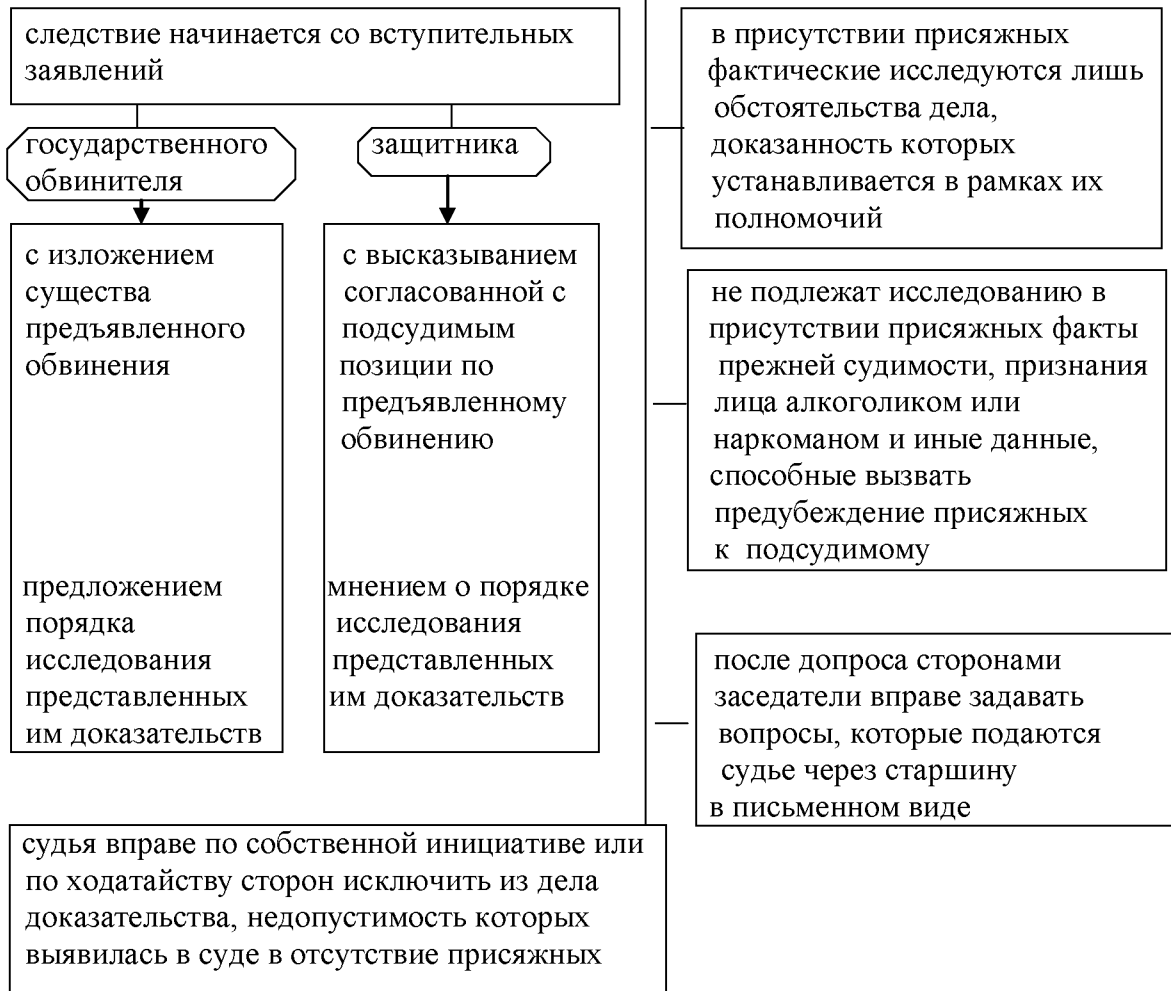 следствие начинается со вступительных
заявлений
государственного
обвинителя
защитника
с изложением
существа
предъявленного
обвинения
предложением
порядка
исследования
представленных
им доказательств
с высказыванием
согласованной с
подсудимым
позиции по
предъявленному
обвинению
мнением о порядке
исследования
представленных
им доказательств
в присутствии присяжных
фактические исследуются лишь
обстоятельства дела,
доказанность которых
устанавливается в рамках их
полномочий
не подлежат исследованию в
присутствии присяжных факты
прежней судимости, признания
лица алкоголиком или
наркоманом и иные данные,
способные вызвать
предубеждение присяжных
к подсудимому
после допроса сторонами
заседатели вправе задавать
вопросы, которые подаются
судье через старшину
в письменном виде
судья вправе по собственной инициативе или
по ходатайству сторон исключить из дела
доказательства, недопустимость которых
выявилась в суде в отсутствие присяжных